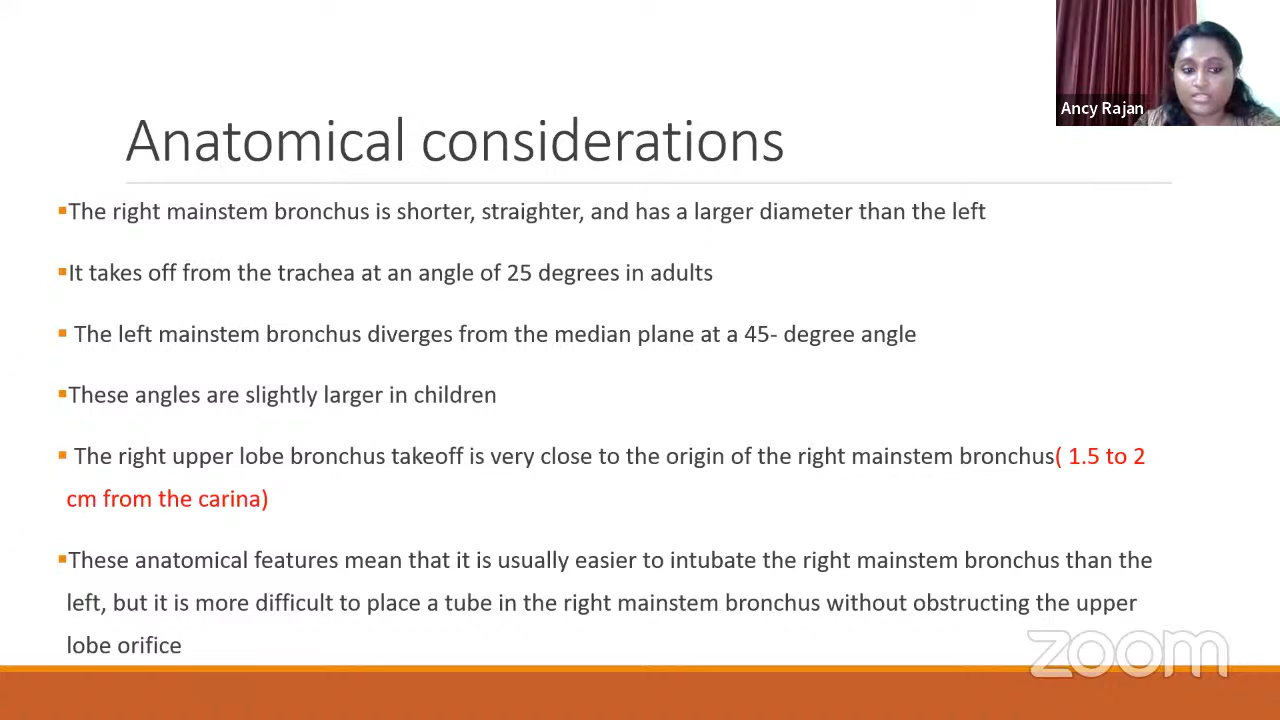 Ancy Rajan
Anatomical considerations
▪The right mainstem bronchus is shorter, straighter, and has a larger diameter than the left
▪It takes off from the trachea at an angle of 25 degrees in adults
▪ The left mainstem bronchus diverges from the median plane at a 45- degree angle
▪These angles are slightly larger in children
▪ The right upper lobe bronchus takeoff is very close to the origin of the right mainstem bronchus( 1.5 to 2
cm from the carina)
▪These anatomical features mean that it is usually easier to intubate the right mainstem bronchus than the
left, but it is more difficult to place a tube in the right mainstem bronchus without obstructing the upper
lobe orifice
zoom